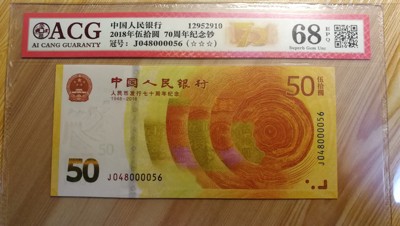 ACG
AI CANG GUARANTY
中国人民银行 12952910
2018年伍拾圆 70周年纪念钞
冠号: J048000056 (☆☆☆)
68 EPQ
Superb Gem Unc
中国人民银行
人民币发行七十周年纪念
1948-2018
50 伍拾圆
50
J048000056